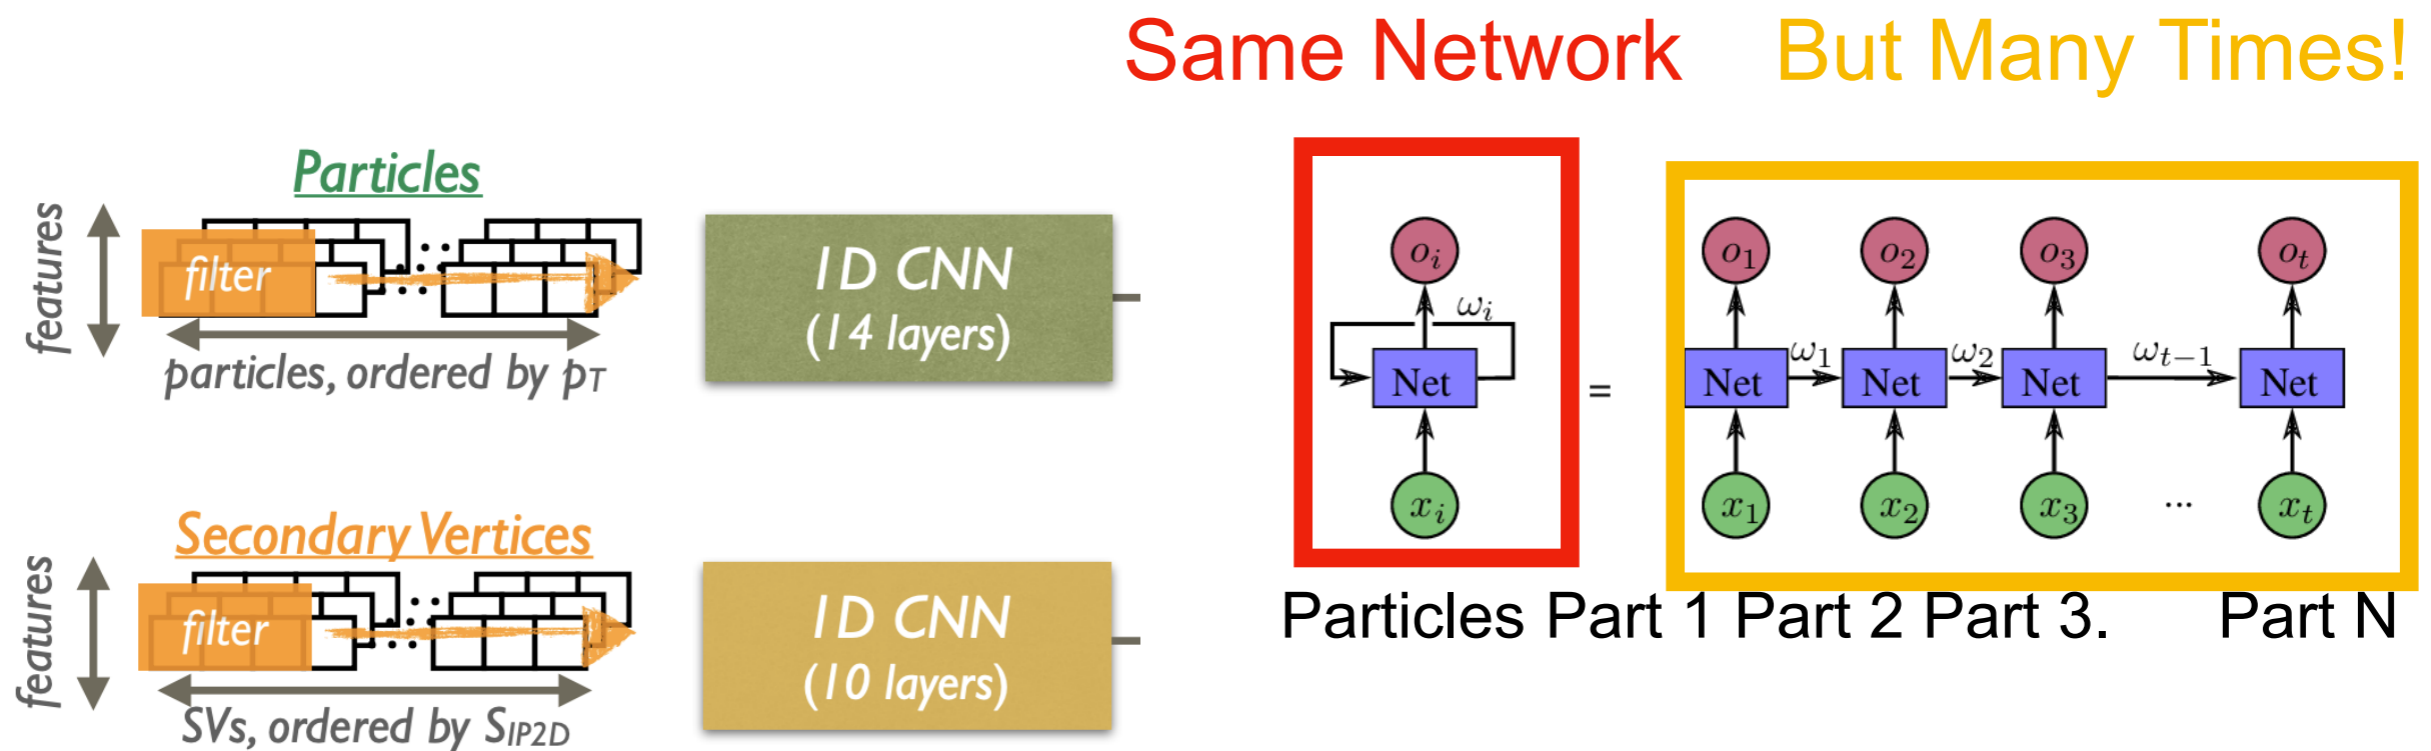 Same Network But Many Times!
Particles
features
filter
particles, ordered by pT
1D CNN
(14 layers)
Secondary Vertices
features
filter
SVs, ordered by SIP2D
1D CNN
(10 layers)
oi
ωi
Net
xi
=
o1 o2 o3 ot
ω1 ω2 ωt−1
Net Net Net Net
x1 x2 x3 ... xt
Particles Part 1 Part 2 Part 3. Part N